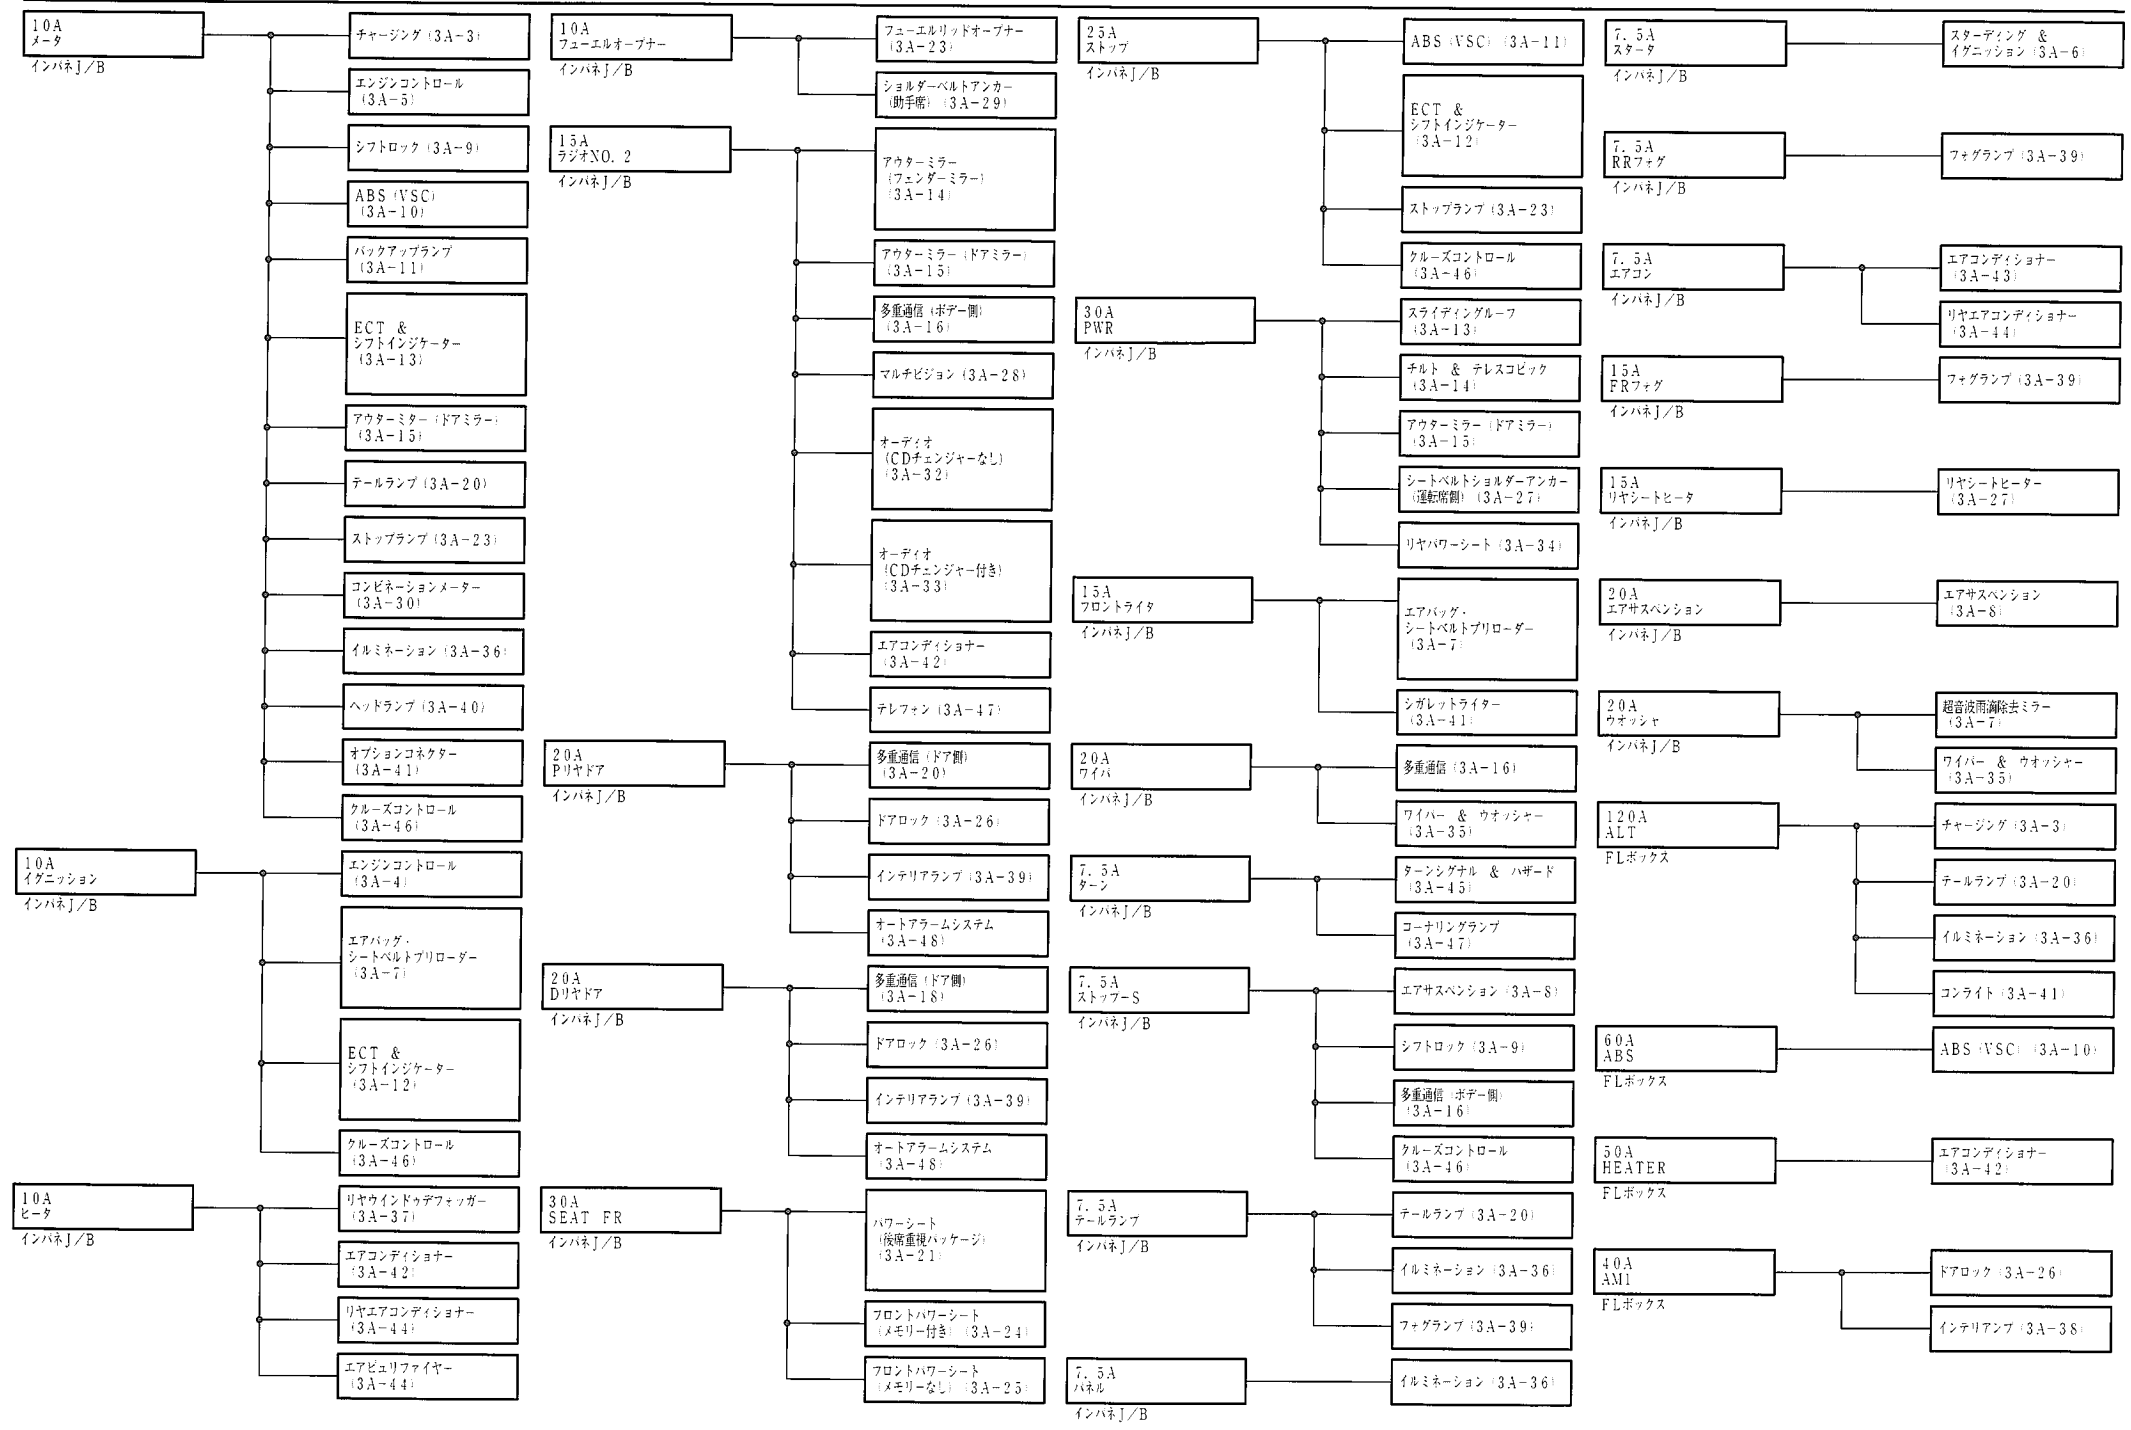 10A
メータ
インパネJ/B
チャージング (3A-3)
エンジンコントロール
(3A-5)
シフトロック (3A-9)
ABS (VSC)
(3A-10)
バックアップランプ
(3A-11)
ECT &
シフトインジケーター
(3A-13)
アウターミター (ドアミラー)
(3A-15)
テールランプ (3A-20)
ストップランプ (3A-23)
コンビネーションメーター
(3A-30)
イルミネーション (3A-36)
ヘッドランプ (3A-40)
オプションコネクター
(3A-41)
クルーズコントロール
(3A-46)
10A
イグニッション
インパネJ/B
エンジンコントロール
(3A-4)
エアバッグ・
シートベルトプリローダー
(3A-7)
ECT &
シフトインジケーター
(3A-12)
クルーズコントロール
(3A-46)
10A
ヒータ
インパネJ/B
リヤウインドゥデフォッガー
(3A-37)
エアコンディショナー
(3A-42)
リヤエアコンディショナー
(3A-44)
エアピュリファイヤー
(3A-44)
10A
フューエルオープナー
インパネJ/B
フューエルリッドオープナー
(3A-23)
ショルダーベルトアンカー
(助手席) (3A-29)
15A
ラジオNO. 2
インパネJ/B
アウターミラー
(フェンダーミラー)
(3A-14)
アウターミラー (ドアミラー)
(3A-15)
多重通信 (ボデー側)
(3A-16)
マルチビジョン (3A-28)
オーディオ
(CDチェンジャーなし)
(3A-32)
オーディオ
(CDチェンジャー付き)
(3A-33)
エアコンディショナー
(3A-42)
テレフォン (3A-47)
20A
Pリヤドア
インパネJ/B
多重通信 (ドア側)
(3A-20)
ドアロック (3A-26)
インテリアランプ (3A-39)
オートアラームシステム
(3A-48)
20A
Dリヤドア
インパネJ/B
多重通信 (ドア側)
(3A-18)
ドアロック (3A-26)
インテリアランプ (3A-39)
オートアラームシステム
(3A-48)
30A
SEAT FR
インパネJ/B
パワーシート
(後席重視パッケージ)
(3A-21)
フロントパワーシート
(メモリー付き) (3A-24)
フロントパワーシート
(メモリーなし) (3A-25)
25A
ストップ
インパネJ/B
ABS (VSC) (3A-11)
ECT &
シフトインジケーター
(3A-12)
ストップランプ (3A-23)
クルーズコントロール
(3A-46)
30A
PWR
インパネJ/B
スライディングルーフ
(3A-13)
チルト & テレスコピック
(3A-14)
アウターミラー (ドアミラー)
(3A-15)
シートベルトショルダーアンカー
(運転席側) (3A-27)
リヤパワーシート (3A-34)
15A
フロントライタ
インパネJ/B
エアバッグ・
シートベルトプリローダー
(3A-7)
シガレットライター
(3A-41)
20A
ワイパ
インパネJ/B
多重通信 (3A-16)
ワイパー & ウオッシャー
(3A-35)
7. 5A
ターン
インパネJ/B
ターンシグナル & ハザード
(3A-45)
コーナリングランプ
(3A-47)
7. 5A
ストップーS
インパネJ/B
エアサスペンション (3A-8)
シフトロック (3A-9)
多重通信 (ボデー側)
(3A-16)
クルーズコントロール
(3A-46)
7. 5A
テールランプ
インパネJ/B
テールランプ (3A-20)
イルミネーション (3A-36)
フォグランプ (3A-39)
7. 5A
パネル
インパネJ/B
イルミネーション (3A-36)
7. 5A
スタータ
インパネJ/B
スターディング &
イグニッション (3A-6)
7. 5A
RRフォグ
インパネJ/B
フォグランプ (3A-39)
7. 5A
エアコン
インパネJ/B
エアコンディショナー
(3A-43)
リヤエアコンディショナー
(3A-44)
15A
FRフォグ
インパネJ/B
フォグランプ (3A-39)
15A
リヤシートヒータ
インパネJ/B
リヤシートヒーター
(3A-27)
20A
エアサスペンション
インパネJ/B
エアサスペンション
(3A-8)
20A
ウオッシャ
インパネJ/B
超音波雨滴除去ミラー
(3A-7)
ワイパー & ウオッシャー
(3A-35)
120A
ALT
FLボックス
チャージング (3A-3)
テールランプ (3A-20)
イルミネーション (3A-36)
コンライト (3A-41)
60A
ABS
FLボックス
ABS (VSC) (3A-10)
50A
HEATER
FLボックス
エアコンディショナー
(3A-42)
40A
AM1
FLボックス
ドアロック (3A-26)
インテリアンプ (3A-38)